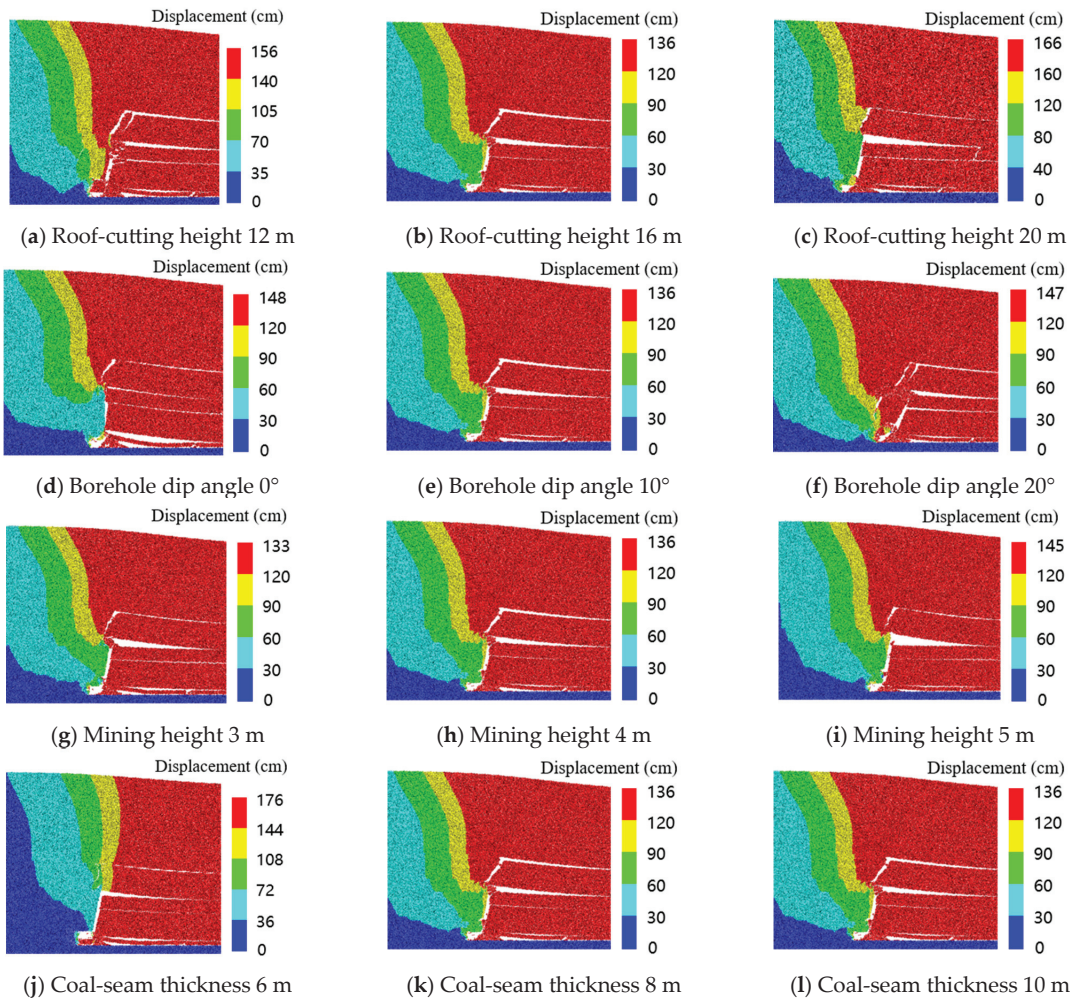 Displacement (cm) Displacement (cm) Displacement (cm)
156 136 166
140 120 160
105 90 120
70 60 80
35 30 40
0 0 0
(a) Roof-cutting height 12 m (b) Roof-cutting height 16 m (c) Roof-cutting height 20 m
Displacement (cm) Displacement (cm) Displacement (cm)
148 136 147
120 120 120
90 90 90
60 60 60
30 30 30
0 0 0
(d) Borehole dip angle 0° (e) Borehole dip angle 10° (f) Borehole dip angle 20°
Displacement (cm) Displacement (cm) Displacement (cm)
133 136 145
120 120 120
90 90 90
60 60 60
30 30 30
0 0 0
(g) Mining height 3 m (h) Mining height 4 m (i) Mining height 5 m
Displacement (cm) Displacement (cm) Displacement (cm)
176 136 136
144 120 120
108 90 90
72 60 60
36 30 30
0 0 0
(j) Coal-seam thickness 6 m (k) Coal-seam thickness 8 m (l) Coal-seam thickness 10 m